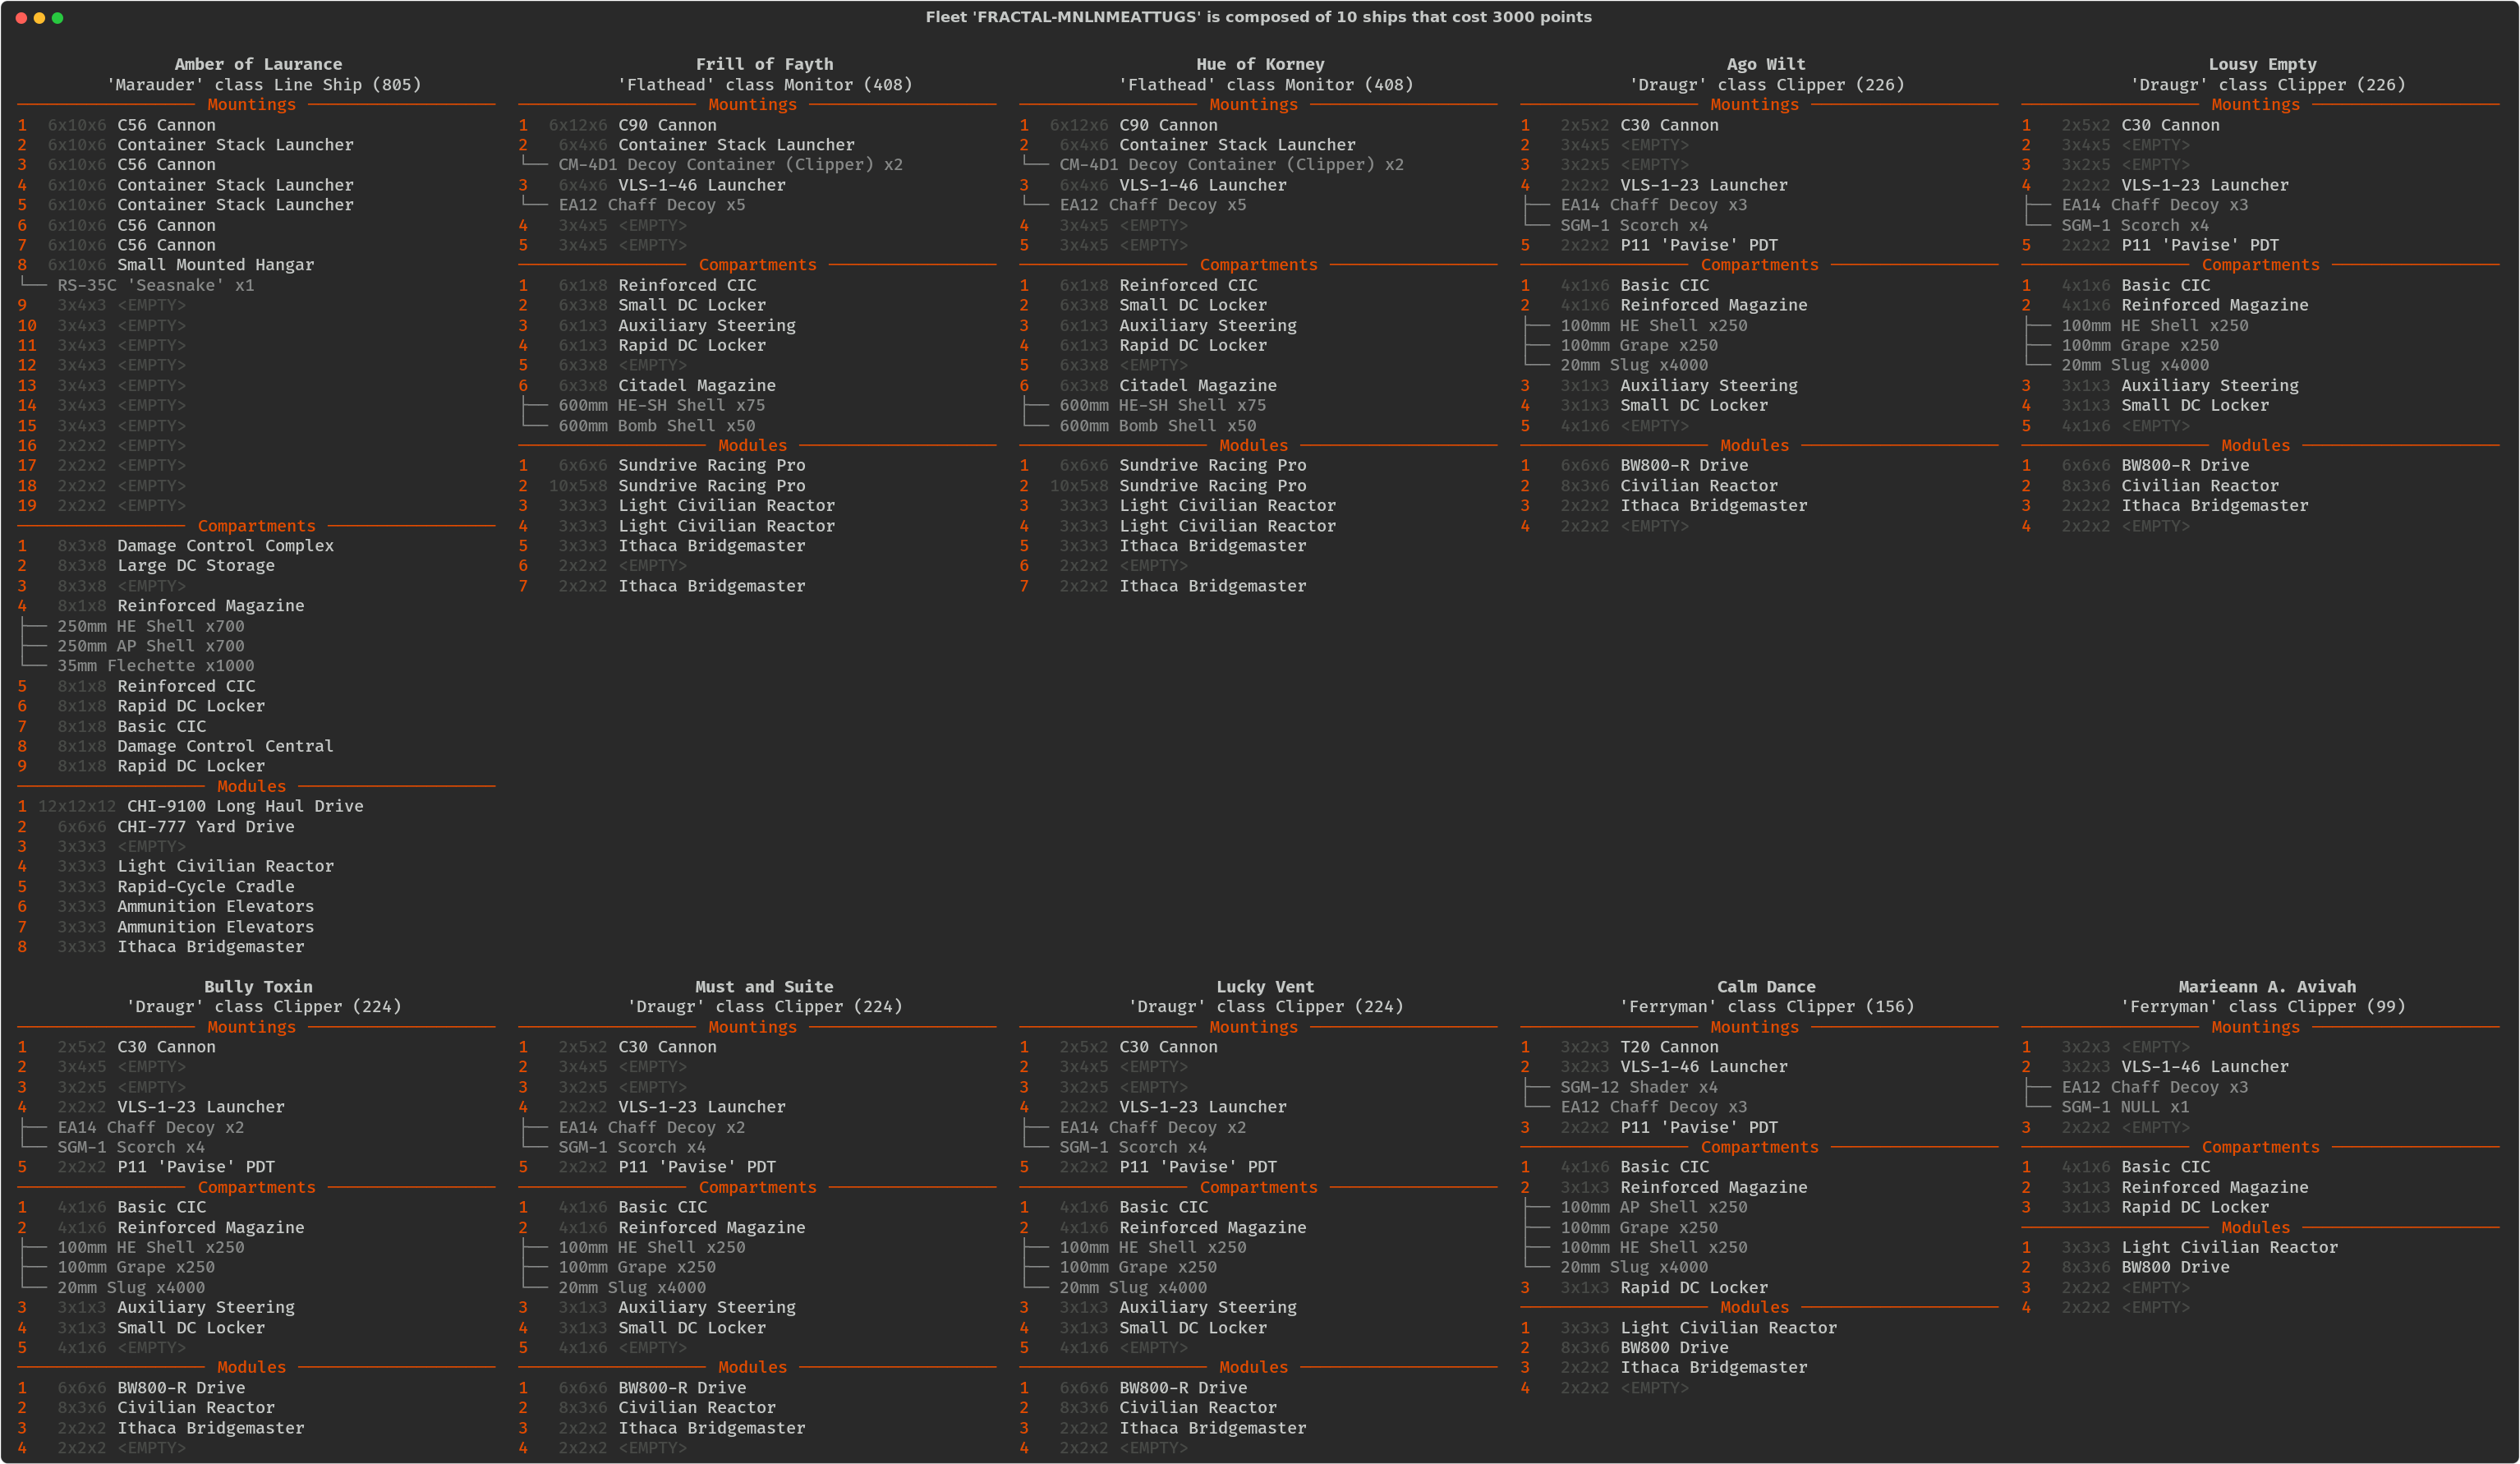 Fleet 'FRACTAL-MNLNMEATTUGS' is composed of 10 ships that cost 3000 points
Amber of Laurance
'Marauder' class Line Ship (805)
Mountings
1 6x10x6 C56 Cannon
2 6x10x6 Container Stack Launcher
3 6x10x6 C56 Cannon
4 6x10x6 Container Stack Launcher
5 6x10x6 Container Stack Launcher
6 6x10x6 C56 Cannon
7 6x10x6 C56 Cannon
8 6x10x6 Small Mounted Hangar
└── RS-35C 'Seasnake' x1
9 3x4x3 <EMPTY>
10 3x4x3 <EMPTY>
11 3x4x3 <EMPTY>
12 3x4x3 <EMPTY>
13 3x4x3 <EMPTY>
14 3x4x3 <EMPTY>
15 3x4x3 <EMPTY>
16 2x2x2 <EMPTY>
17 2x2x2 <EMPTY>
18 2x2x2 <EMPTY>
19 2x2x2 <EMPTY>
Compartments
1 8x3x8 Damage Control Complex
2 8x3x8 Large DC Storage
3 8x3x8 <EMPTY>
4 8x1x8 Reinforced Magazine
├── 250mm HE Shell x700
├── 250mm AP Shell x700
└── 35mm Flechette x1000
5 8x1x8 Reinforced CIC
6 8x1x8 Rapid DC Locker
7 8x1x8 Basic CIC
8 8x1x8 Damage Control Central
9 8x1x8 Rapid DC Locker
Modules
1 12x12x12 CHI-9100 Long Haul Drive
2 6x6x6 CHI-777 Yard Drive
3 3x3x3 <EMPTY>
4 3x3x3 Light Civilian Reactor
5 3x3x3 Rapid-Cycle Cradle
6 3x3x3 Ammunition Elevators
7 3x3x3 Ammunition Elevators
8 3x3x3 Ithaca Bridgemaster
Frill of Fayth
'Flathead' class Monitor (408)
Mountings
1 6x12x6 C90 Cannon
2 6x4x6 Container Stack Launcher
└── CM-4D1 Decoy Container (Clipper) x2
3 6x4x6 VLS-1-46 Launcher
└── EA12 Chaff Decoy x5
4 3x4x5 <EMPTY>
5 3x4x5 <EMPTY>
Compartments
1 6x1x8 Reinforced CIC
2 6x3x8 Small DC Locker
3 6x1x3 Auxiliary Steering
4 6x1x3 Rapid DC Locker
5 6x3x8 <EMPTY>
6 6x3x8 Citadel Magazine
├── 600mm HE-SH Shell x75
└── 600mm Bomb Shell x50
Modules
1 6x6x6 Sundrive Racing Pro
2 10x5x8 Sundrive Racing Pro
3 3x3x3 Light Civilian Reactor
4 3x3x3 Light Civilian Reactor
5 3x3x3 Ithaca Bridgemaster
6 2x2x2 <EMPTY>
7 2x2x2 Ithaca Bridgemaster
Hue of Korney
'Flathead' class Monitor (408)
Mountings
1 6x12x6 C90 Cannon
2 6x4x6 Container Stack Launcher
└── CM-4D1 Decoy Container (Clipper) x2
3 6x4x6 VLS-1-46 Launcher
└── EA12 Chaff Decoy x5
4 3x4x5 <EMPTY>
5 3x4x5 <EMPTY>
Compartments
1 6x1x8 Reinforced CIC
2 6x3x8 Small DC Locker
3 6x1x3 Auxiliary Steering
4 6x1x3 Rapid DC Locker
5 6x3x8 <EMPTY>
6 6x3x8 Citadel Magazine
├── 600mm HE-SH Shell x75
└── 600mm Bomb Shell x50
Modules
1 6x6x6 Sundrive Racing Pro
2 10x5x8 Sundrive Racing Pro
3 3x3x3 Light Civilian Reactor
4 3x3x3 Light Civilian Reactor
5 3x3x3 Ithaca Bridgemaster
6 2x2x2 <EMPTY>
7 2x2x2 Ithaca Bridgemaster
Ago Wilt
'Draugr' class Clipper (226)
Mountings
1 2x5x2 C30 Cannon
2 3x4x5 <EMPTY>
3 3x2x5 <EMPTY>
4 2x2x2 VLS-1-23 Launcher
├── EA14 Chaff Decoy x3
└── SGM-1 Scorch x4
5 2x2x2 P11 'Pavise' PDT
Compartments
1 4x1x6 Basic CIC
2 4x1x6 Reinforced Magazine
├── 100mm HE Shell x250
├── 100mm Grape x250
└── 20mm Slug x4000
3 3x1x3 Auxiliary Steering
4 3x1x3 Small DC Locker
5 4x1x6 <EMPTY>
Modules
1 6x6x6 BW800-R Drive
2 8x3x6 Civilian Reactor
3 2x2x2 Ithaca Bridgemaster
4 2x2x2 <EMPTY>
Lousy Empty
'Draugr' class Clipper (226)
Mountings
1 2x5x2 C30 Cannon
2 3x4x5 <EMPTY>
3 3x2x5 <EMPTY>
4 2x2x2 VLS-1-23 Launcher
├── EA14 Chaff Decoy x3
└── SGM-1 Scorch x4
5 2x2x2 P11 'Pavise' PDT
Compartments
1 4x1x6 Basic CIC
2 4x1x6 Reinforced Magazine
├── 100mm HE Shell x250
├── 100mm Grape x250
└── 20mm Slug x4000
3 3x1x3 Auxiliary Steering
4 3x1x3 Small DC Locker
5 4x1x6 <EMPTY>
Modules
1 6x6x6 BW800-R Drive
2 8x3x6 Civilian Reactor
3 2x2x2 Ithaca Bridgemaster
4 2x2x2 <EMPTY>
Bully Toxin
'Draugr' class Clipper (224)
Mountings
1 2x5x2 C30 Cannon
2 3x4x5 <EMPTY>
3 3x2x5 <EMPTY>
4 2x2x2 VLS-1-23 Launcher
├── EA14 Chaff Decoy x2
└── SGM-1 Scorch x4
5 2x2x2 P11 'Pavise' PDT
Compartments
1 4x1x6 Basic CIC
2 4x1x6 Reinforced Magazine
├── 100mm HE Shell x250
├── 100mm Grape x250
└── 20mm Slug x4000
3 3x1x3 Auxiliary Steering
4 3x1x3 Small DC Locker
5 4x1x6 <EMPTY>
Modules
1 6x6x6 BW800-R Drive
2 8x3x6 Civilian Reactor
3 2x2x2 Ithaca Bridgemaster
4 2x2x2 <EMPTY>
Must and Suite
'Draugr' class Clipper (224)
Mountings
1 2x5x2 C30 Cannon
2 3x4x5 <EMPTY>
3 3x2x5 <EMPTY>
4 2x2x2 VLS-1-23 Launcher
├── EA14 Chaff Decoy x2
└── SGM-1 Scorch x4
5 2x2x2 P11 'Pavise' PDT
Compartments
1 4x1x6 Basic CIC
2 4x1x6 Reinforced Magazine
├── 100mm HE Shell x250
├── 100mm Grape x250
└── 20mm Slug x4000
3 3x1x3 Auxiliary Steering
4 3x1x3 Small DC Locker
5 4x1x6 <EMPTY>
Modules
1 6x6x6 BW800-R Drive
2 8x3x6 Civilian Reactor
3 2x2x2 Ithaca Bridgemaster
4 2x2x2 <EMPTY>
Lucky Vent
'Draugr' class Clipper (224)
Mountings
1 2x5x2 C30 Cannon
2 3x4x5 <EMPTY>
3 3x2x5 <EMPTY>
4 2x2x2 VLS-1-23 Launcher
├── EA14 Chaff Decoy x2
└── SGM-1 Scorch x4
5 2x2x2 P11 'Pavise' PDT
Compartments
1 4x1x6 Basic CIC
2 4x1x6 Reinforced Magazine
├── 100mm HE Shell x250
├── 100mm Grape x250
└── 20mm Slug x4000
3 3x1x3 Auxiliary Steering
4 3x1x3 Small DC Locker
5 4x1x6 <EMPTY>
Modules
1 6x6x6 BW800-R Drive
2 8x3x6 Civilian Reactor
3 2x2x2 Ithaca Bridgemaster
4 2x2x2 <EMPTY>
Calm Dance
'Ferryman' class Clipper (156)
Mountings
1 3x2x3 T20 Cannon
2 3x2x3 VLS-1-46 Launcher
├── SGM-12 Shader x4
└── EA12 Chaff Decoy x3
3 2x2x2 P11 'Pavise' PDT
Compartments
1 4x1x6 Basic CIC
2 3x1x3 Reinforced Magazine
├── 100mm AP Shell x250
├── 100mm Grape x250
├── 100mm HE Shell x250
└── 20mm Slug x4000
3 3x1x3 Rapid DC Locker
Modules
1 3x3x3 Light Civilian Reactor
2 8x3x6 BW800 Drive
3 2x2x2 Ithaca Bridgemaster
4 2x2x2 <EMPTY>
Marieann A. Avivah
'Ferryman' class Clipper (99)
Mountings
1 3x2x3 <EMPTY>
2 3x2x3 VLS-1-46 Launcher
├── EA12 Chaff Decoy x3
└── SGM-1 NULL x1
3 2x2x2 <EMPTY>
Compartments
1 4x1x6 Basic CIC
2 3x1x3 Reinforced Magazine
3 3x1x3 Rapid DC Locker
Modules
1 3x3x3 Light Civilian Reactor
2 8x3x6 BW800 Drive
3 2x2x2 <EMPTY>
4 2x2x2 <EMPTY>